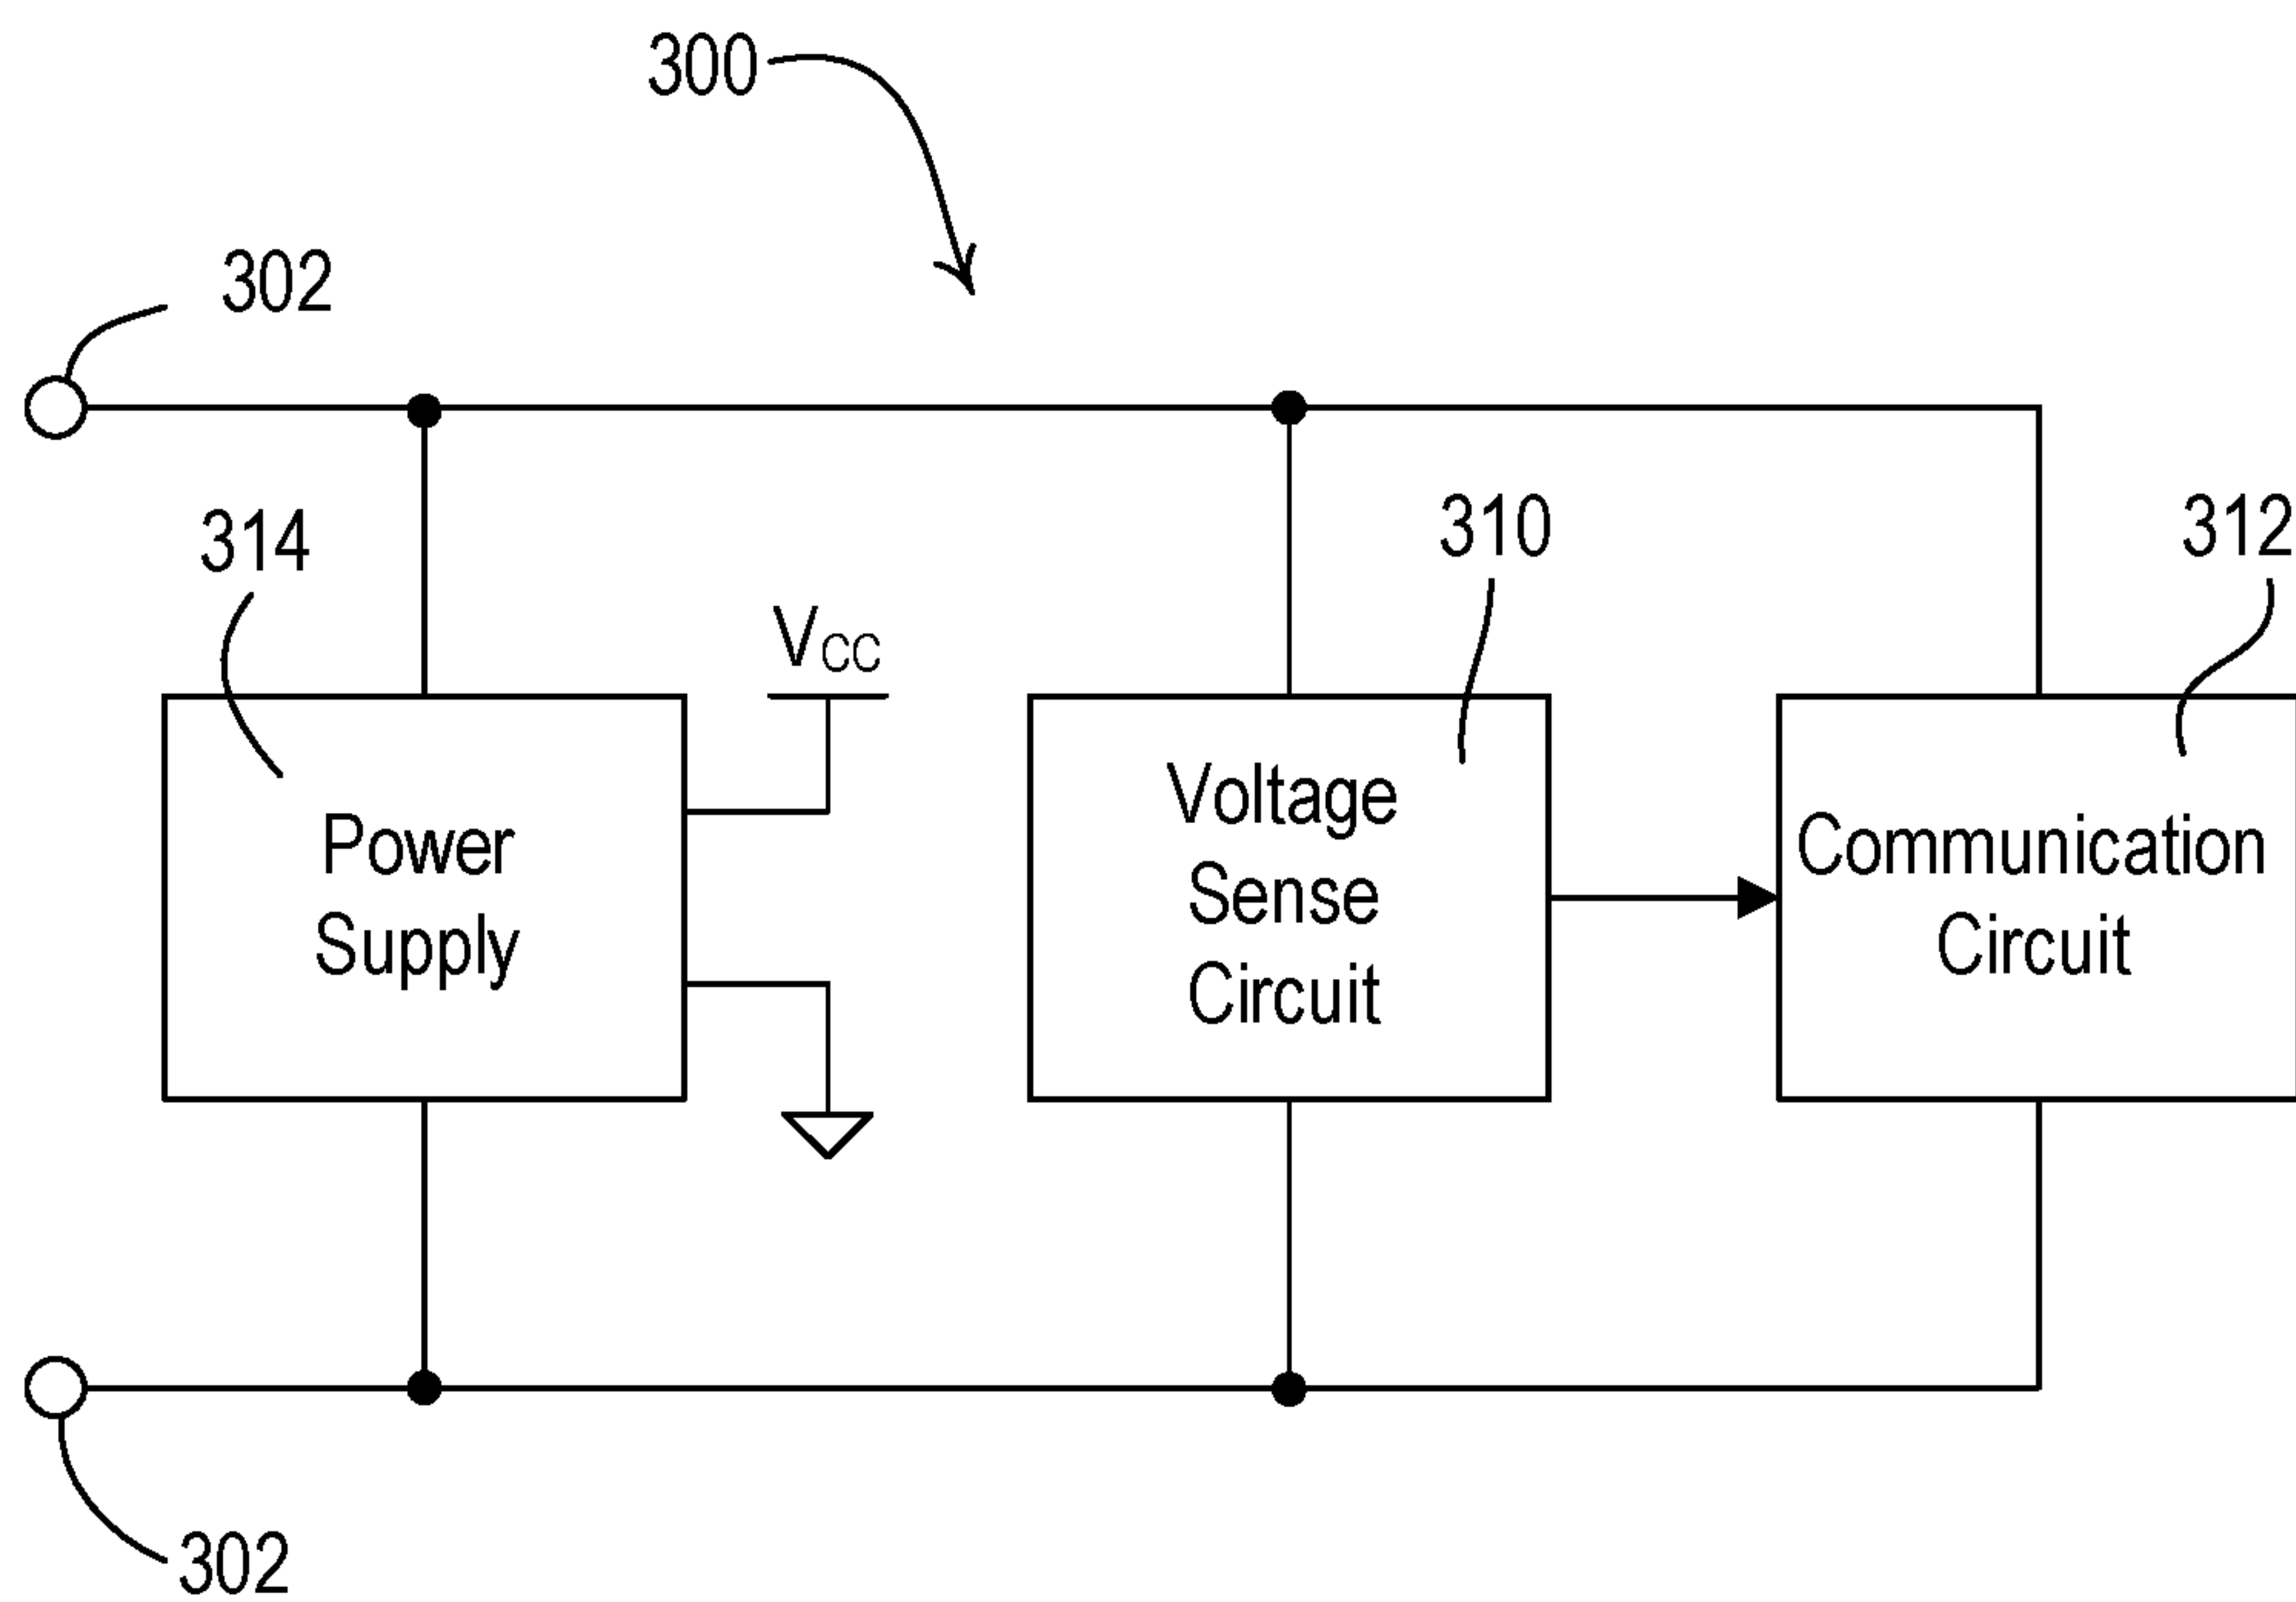 300
302
314
310
312
VCC
Power
Supply
Voltage
Sense
Circuit
Communication
Circuit
302